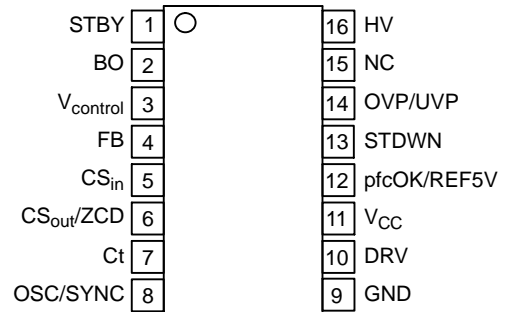 STBY 1 16 HV
BO 2 15 NC
Vcontrol 3 14 OVP/UVP
FB 4 13 STDWN
CSin 5 12 pfcOK/REF5V
CSout/ZCD 6 11 VCC
Ct 7 10 DRV
OSC/SYNC 8 9 GND